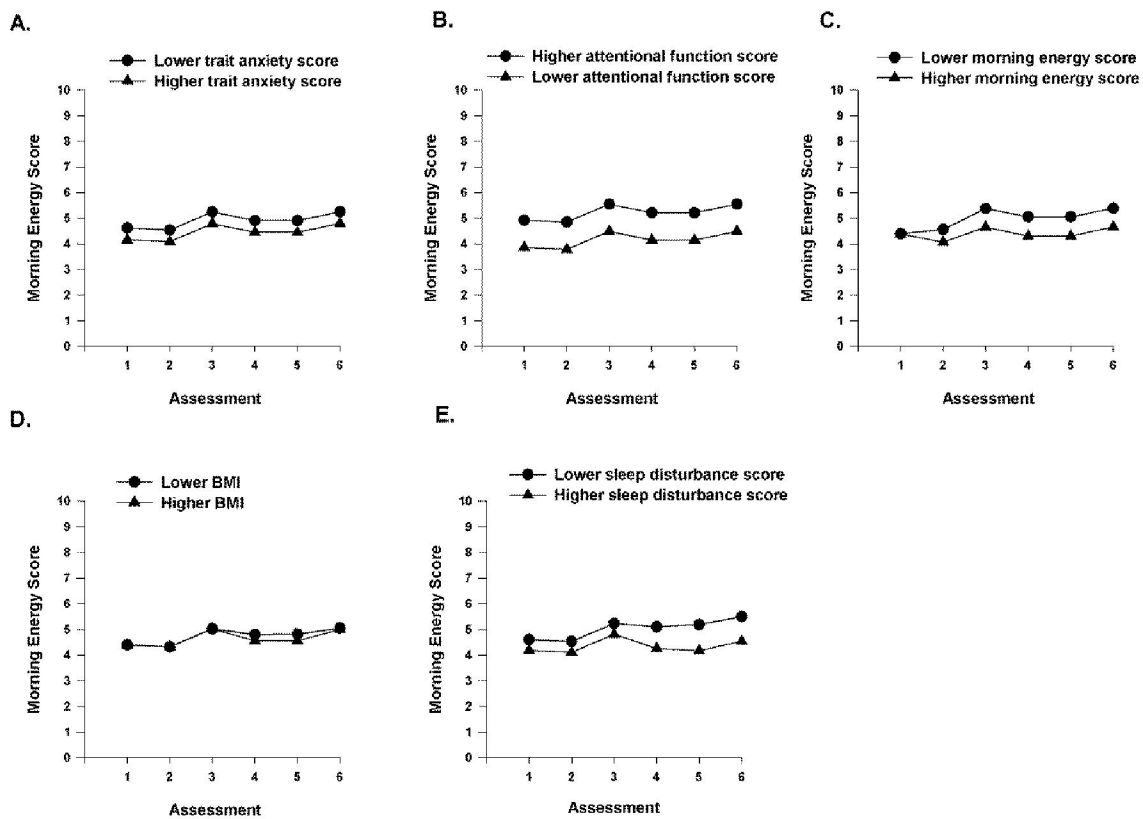 A.
Lower trait anxiety score
Higher trait anxiety score
10
9
8
7
6
5
4
3
2
1
0
Morning Energy Score
1 2 3 4 5 6
Assessment
B.
Higher attentional function score
Lower attentional function score
10
9
8
7
6
5
4
3
2
1
0
Morning Energy Score
1 2 3 4 5 6
Assessment
C.
Lower morning energy score
Higher morning energy score
10
9
8
7
6
5
4
3
2
1
0
Morning Energy Score
1 2 3 4 5 6
Assessment
D.
Lower BMI
Higher BMI
10
9
8
7
6
5
4
3
2
1
0
Morning Energy Score
1 2 3 4 5 6
Assessment
E.
Lower sleep disturbance score
Higher sleep disturbance score
10
9
8
7
6
5
4
3
2
1
0
Morning Energy Score
1 2 3 4 5 6
Assessment